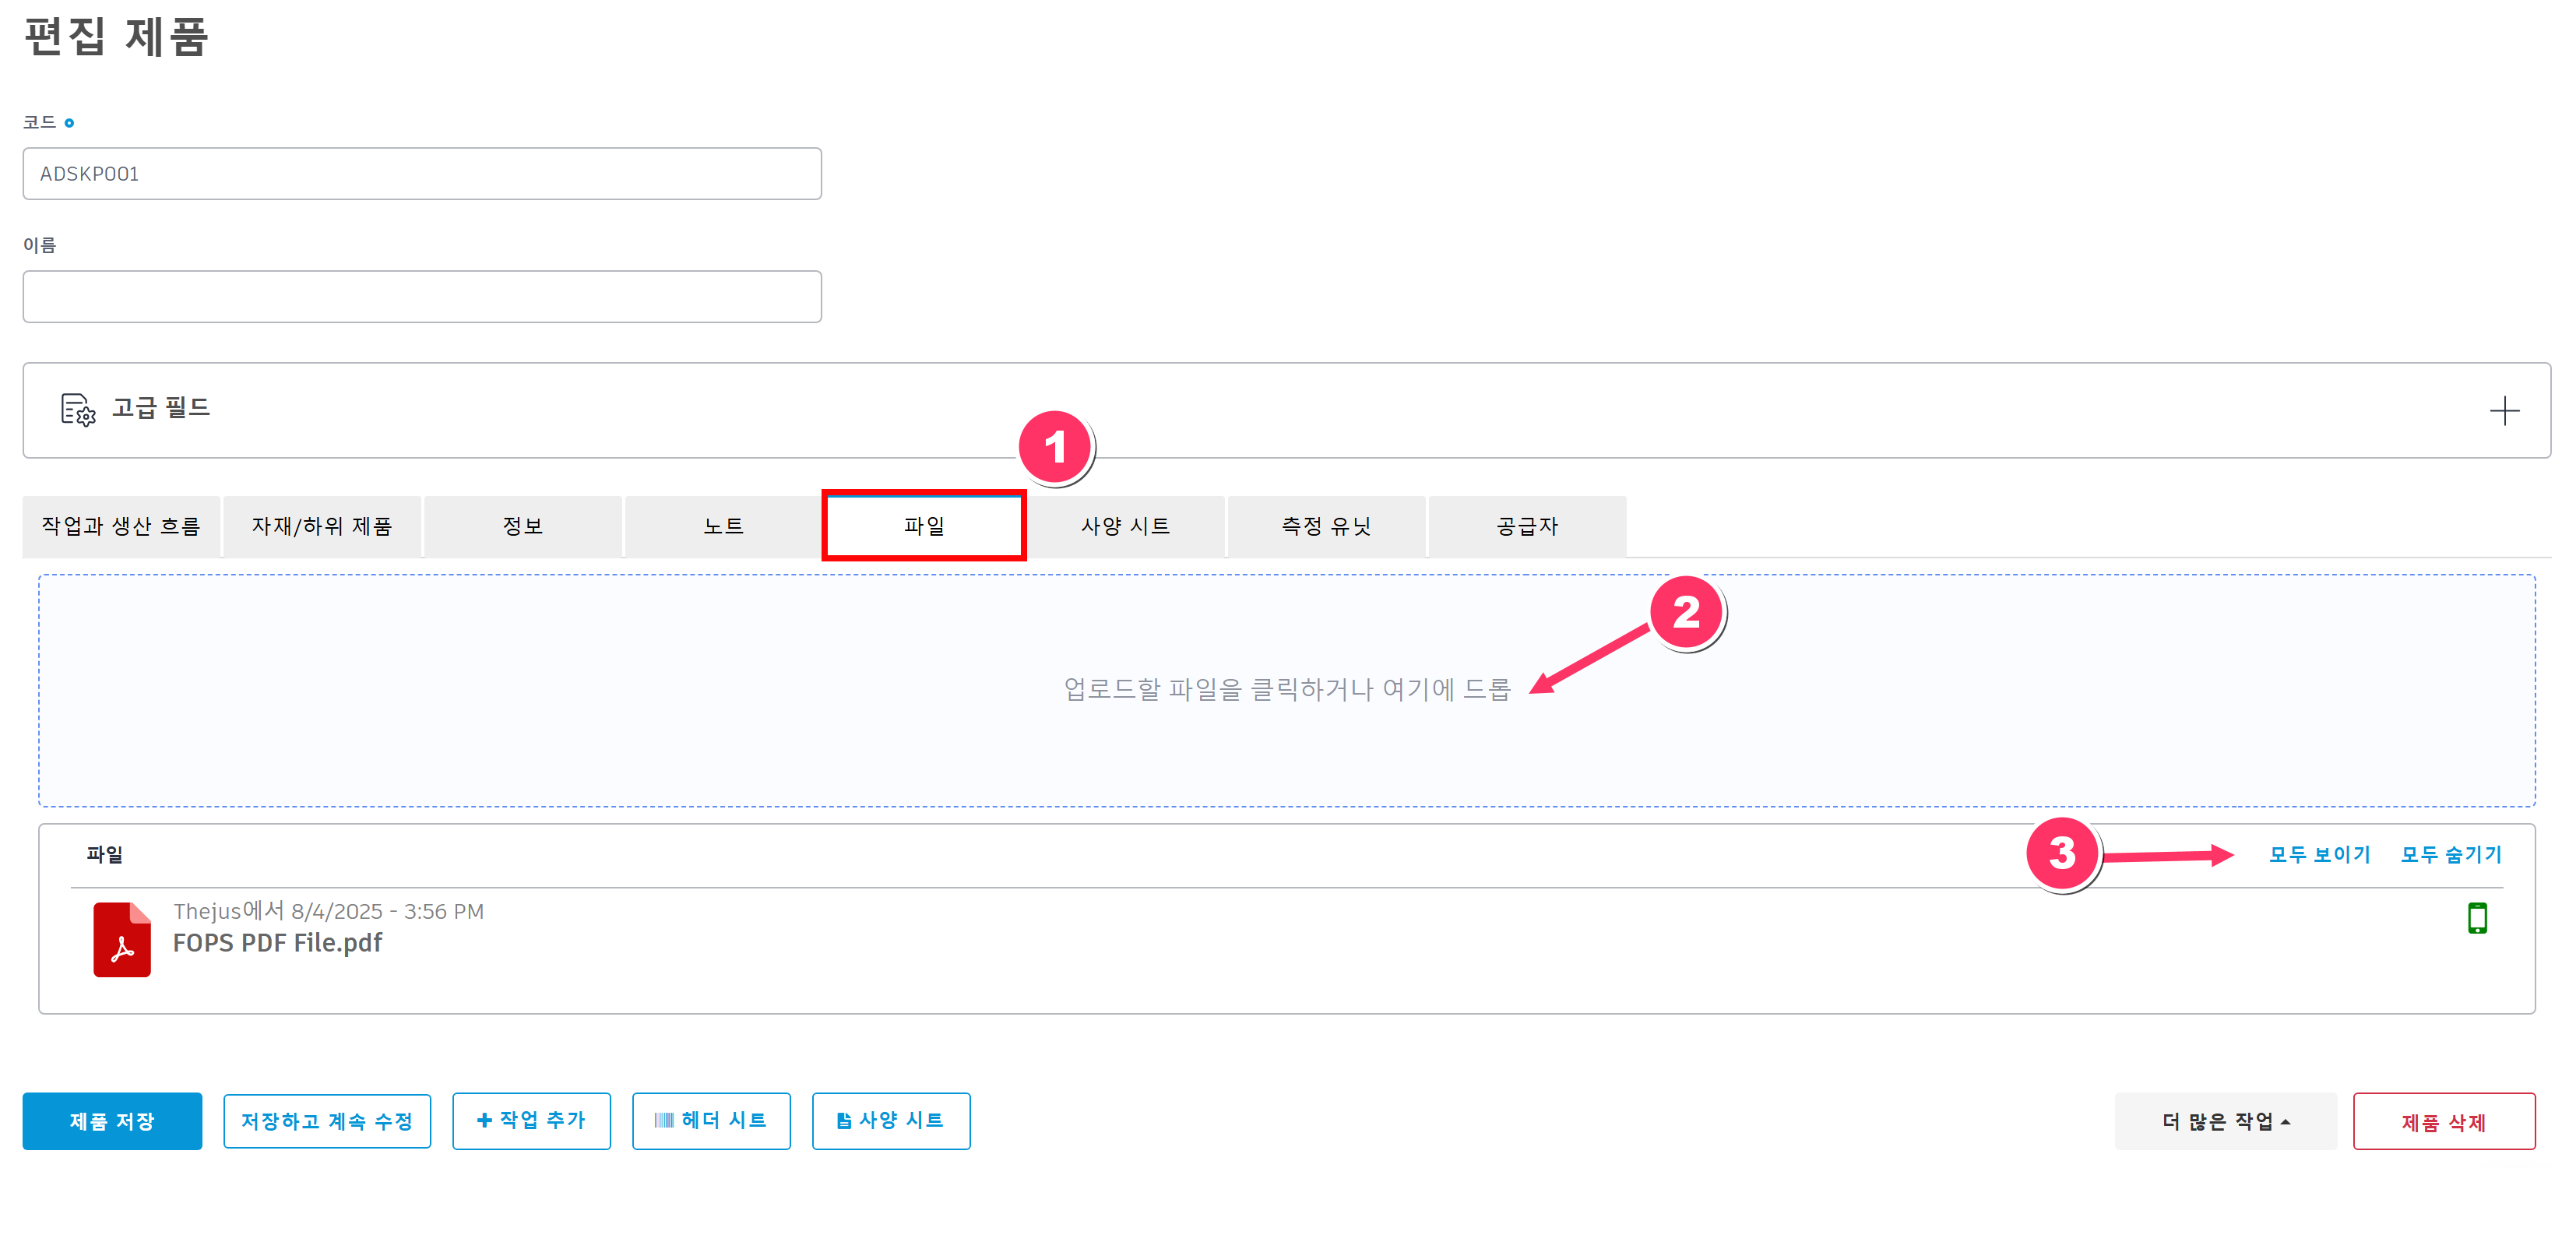 편집 제품
코드
ADSKP001
이름
고급 필드
1
작업과 생산 흐름 자재/하위 제품 정보 노트 파일 사양 시트 측정 유닛 공급자
2
업로드할 파일을 클릭하거나 여기에 드롭
파일 3 모두 보이기 모두 숨기기
Thejus에서 8/4/2025 - 3:56 PM
FOPS PDF File.pdf
제품 저장 저장하고 계속 수정 작업 추가 헤더 시트 사양 시트 더 많은 작업 제품 삭제